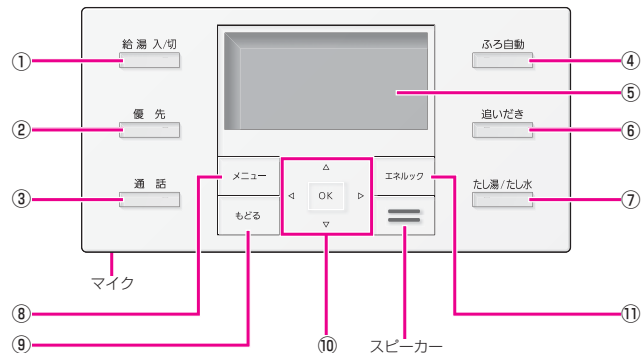 給湯 入/切
ふろ自動
①
④
⑤
優先
追いだき
②
⑥
メニュー
エネルック
通話
OK
たし湯/たし水
③
⑦
もどる
マイク
⑧
⑪
⑨
⑩
スピーカー